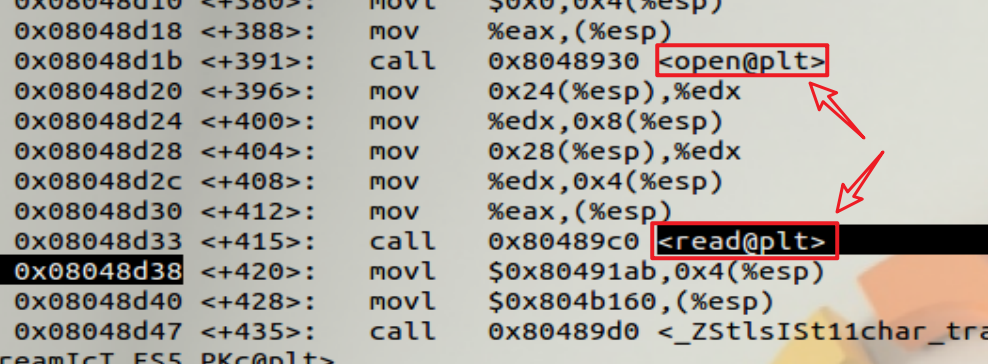 0x08048d10 <+380>: movl $0x0,0x4(%esp)
0x08048d18 <+388>: mov %eax,(%esp)
0x08048d1b <+391>: call 0x8048930 <open@plt>
0x08048d20 <+396>: mov 0x24(%esp),%edx
0x08048d24 <+400>: mov %edx,0x8(%esp)
0x08048d28 <+404>: mov 0x28(%esp),%edx
0x08048d2c <+408>: mov %edx,0x4(%esp)
0x08048d30 <+412>: mov %eax,(%esp)
0x08048d33 <+415>: call 0x80489c0 <read@plt>
0x08048d38 <+420>: movl $0x80491ab,0x4(%esp)
0x08048d40 <+428>: movl $0x804b160,(%esp)
0x08048d47 <+435>: call 0x80489d0 <_ZStlsISt11char_tra
reamIcT_ES5_PKc@plt>